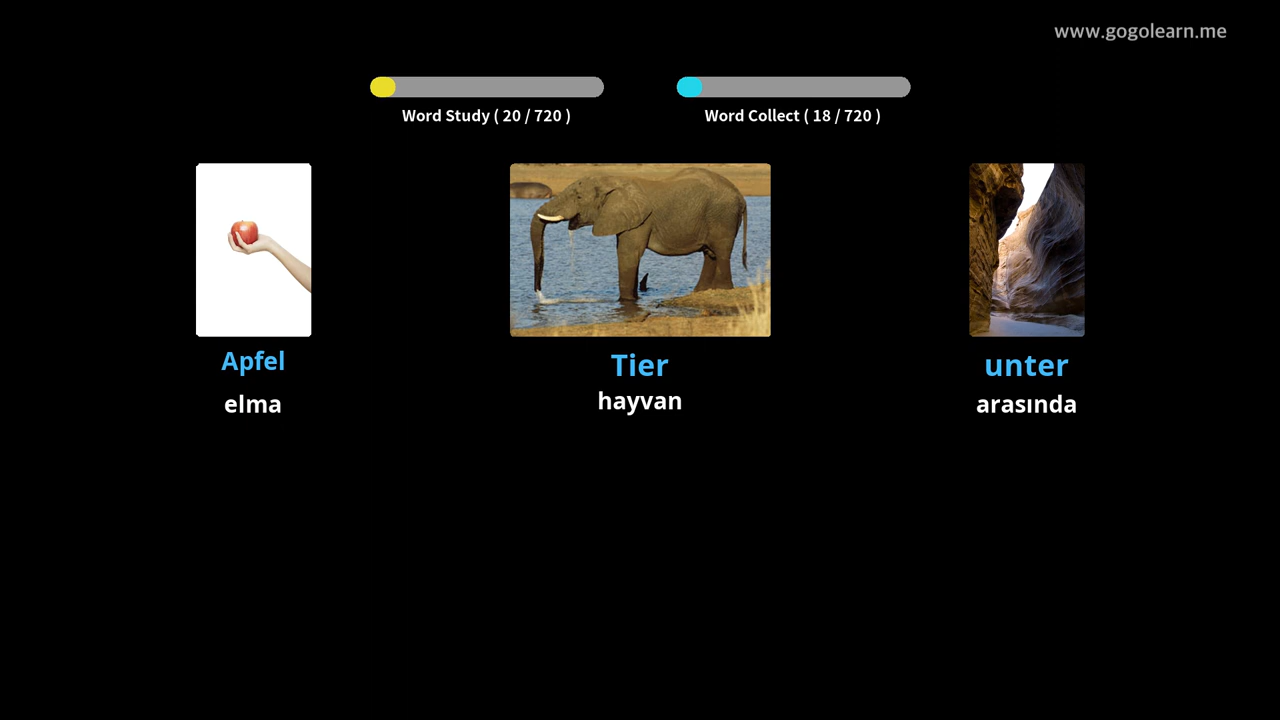 www.gogolearn.me
Word Study ( 20 / 720 )
Word Collect ( 18 / 720 )
Apfel
elma
Tier
hayvan
unter
arasında